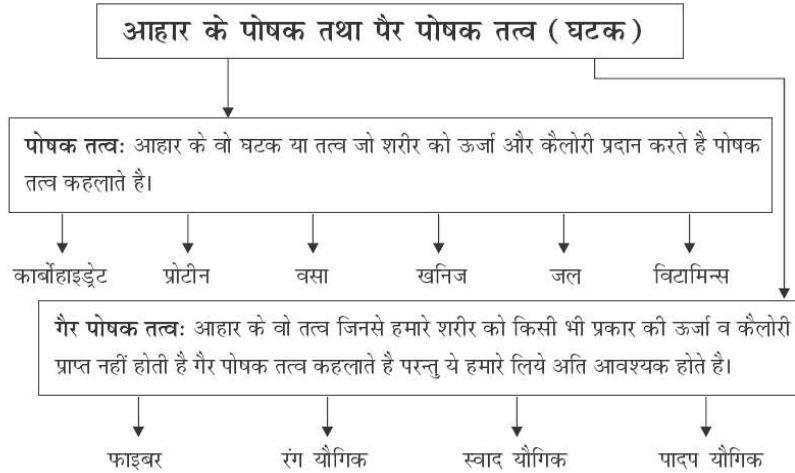 आहार के पोषक तथा पैर पोषक तत्व ( घटक )
पोषक तत्व: आहार के वो घटक या तत्व जो शरीर को ऊर्जा और कैलोरी प्रदान करते है पोषक
तत्व कहलाते है।
कार्बोहाइड्रेट प्रोटीन वसा खनिज जल विटामिन्स
गैर पोषक तत्व: आहार के वो तत्व जिनसे हमारे शरीर को किसी भी प्रकार की ऊर्जा व कैलोरी
प्राप्त नहीं होती है गैर पोषक तत्व कहलाते है परन्तु ये हमारे लिये अति आवश्यक होते है।
फाइबर रंग यौगिक स्वाद यौगिक पादप यौगिक